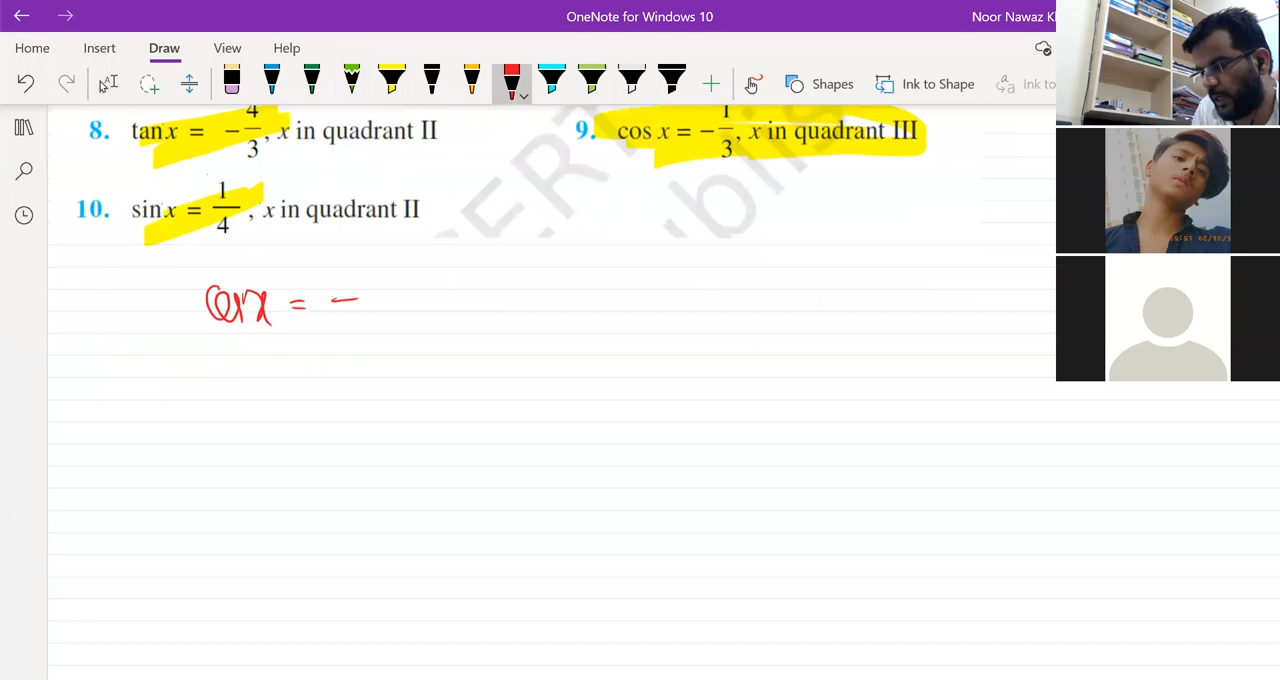 OneNote for Windows 10
Noor Nawaz Kh
Home Insert Draw View Help
Shapes Ink to Shape Ink to
8. tan x = −4/3, x in quadrant II
9. cos x = −1/3, x in quadrant III
10. sin x = 1/4, x in quadrant II
cos x = −